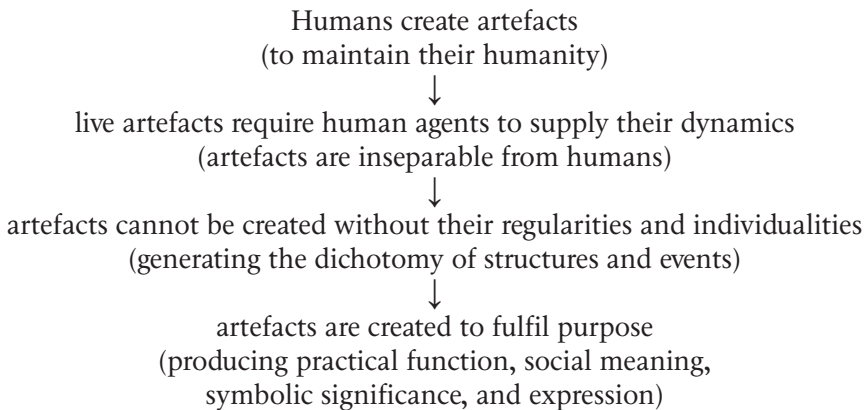 Humans create artefacts
(to maintain their humanity)
↓
live artefacts require human agents to supply their dynamics
(artefacts are inseparable from humans)
↓
artefacts cannot be created without their regularities and individualities
(generating the dichotomy of structures and events)
↓
artefacts are created to fulfil purpose
(producing practical function, social meaning,
symbolic significance, and expression)